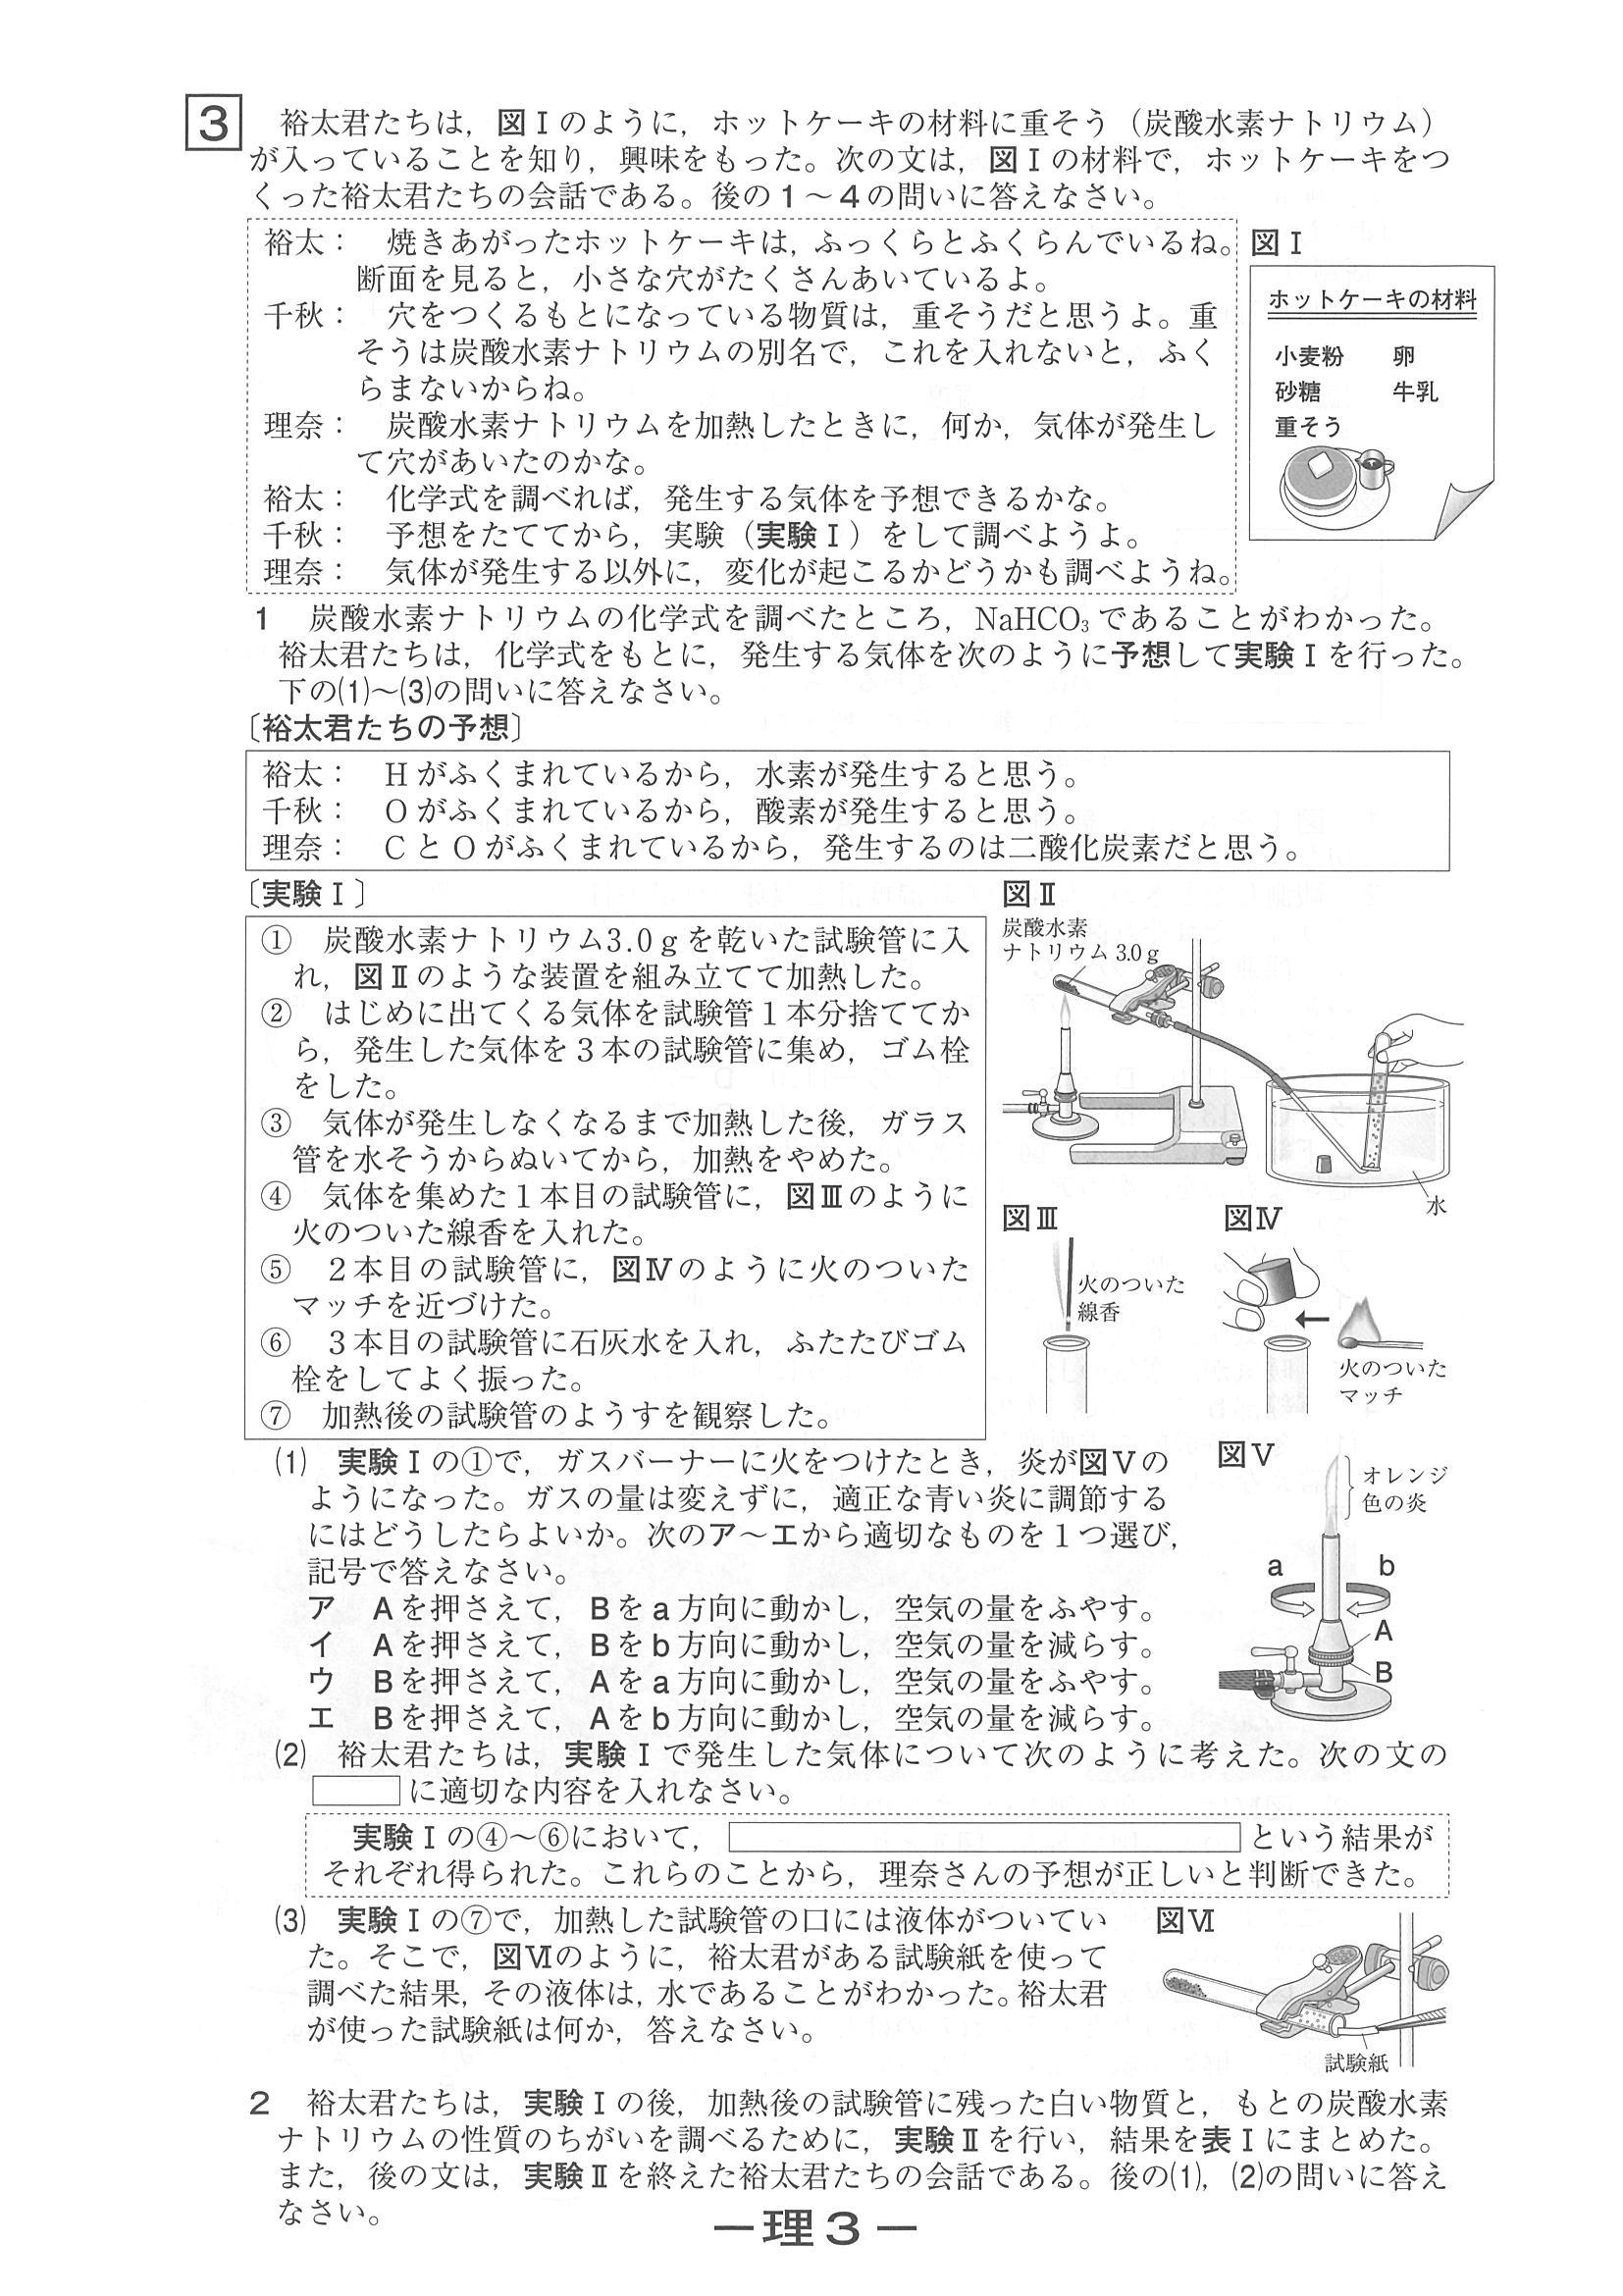 3　裕太君たちは，図Ⅰのように，ホットケーキの材料に重そう（炭酸水素ナトリウム）
が入っていることを知り，興味をもった。次の文は，図Ⅰの材料で，ホットケーキをつ
くった裕太君たちの会話である。後の１～４の問いに答えなさい。
裕太：　焼きあがったホットケーキは，ふっくらとふくらんでいるね。
断面を見ると，小さな穴がたくさんあいているよ。
千秋：　穴をつくるもとになっている物質は，重そうだと思うよ。重
そうは炭酸水素ナトリウムの別名で，これを入れないと，ふく
らまないからね。
理奈：　炭酸水素ナトリウムを加熱したときに，何か，気体が発生し
て穴があいたのかな。
裕太：　化学式を調べれば，発生する気体を予想できるかな。
千秋：　予想をたててから，実験（実験Ⅰ）をして調べようよ。
理奈：　気体が発生する以外に，変化が起こるかどうかも調べようね。
図Ⅰ
ホットケーキの材料
小麦粉　卵
砂糖　牛乳
重そう
1　炭酸水素ナトリウムの化学式を調べたところ，NaHCO₃であることがわかった。
裕太君たちは，化学式をもとに，発生する気体を次のように予想して実験Ⅰを行った。
下の(1)～(3)の問いに答えなさい。
〔裕太君たちの予想〕
裕太：　Hがふくまれているから，水素が発生すると思う。
千秋：　Oがふくまれているから，酸素が発生すると思う。
理奈：　CとOがふくまれているから，発生するのは二酸化炭素だと思う。
〔実験Ⅰ〕
①　炭酸水素ナトリウム3.0ｇを乾いた試験管に入
れ，図Ⅱのような装置を組み立てて加熱した。
②　はじめに出てくる気体を試験管１本分捨ててか
ら，発生した気体を３本の試験管に集め，ゴム栓
をした。
③　気体が発生しなくなるまで加熱した後，ガラス
管を水そうからぬいてから，加熱をやめた。
④　気体を集めた１本目の試験管に，図Ⅲのように
火のついた線香を入れた。
⑤　２本目の試験管に，図Ⅳのように火のついた
マッチを近づけた。
⑥　３本目の試験管に石灰水を入れ，ふたたびゴム
栓をしてよく振った。
⑦　加熱後の試験管のようすを観察した。
図Ⅱ
炭酸水素
ナトリウム 3.0ｇ
水
図Ⅲ
火のついた
線香
図Ⅳ
火のついた
マッチ
(1)　実験Ⅰの①で，ガスバーナーに火をつけたとき，炎が図Ⅴの
ようになった。ガスの量は変えずに，適正な青い炎に調節する
にはどうしたらよいか。次のア～エから適切なものを１つ選び，
記号で答えなさい。
ア　Aを押さえて，Bをa方向に動かし，空気の量をふやす。
イ　Aを押さえて，Bをb方向に動かし，空気の量を減らす。
ウ　Bを押さえて，Aをa方向に動かし，空気の量をふやす。
エ　Bを押さえて，Aをb方向に動かし，空気の量を減らす。
図Ⅴ
オレンジ
色の炎
a
b
A
B
(2)　裕太君たちは，実験Ⅰで発生した気体について次のように考えた。次の文の
に適切な内容を入れなさい。
実験Ⅰの④～⑥において，　　という結果が
それぞれ得られた。これらのことから，理奈さんの予想が正しいと判断できた。
(3)　実験Ⅰの⑦で，加熱した試験管の口には液体がついてい
た。そこで，図Ⅵのように，裕太君がある試験紙を使って
調べた結果，その液体は，水であることがわかった。裕太君
が使った試験紙は何か，答えなさい。
図Ⅵ
試験紙
2　裕太君たちは，実験Ⅰの後，加熱後の試験管に残った白い物質と，もとの炭酸水素
ナトリウムの性質のちがいを調べるために，実験Ⅱを行い，結果を表Ⅰにまとめた。
また，後の文は，実験Ⅱを終えた裕太君たちの会話である。後の(1)，(2)の問いに答え
なさい。
－理３－